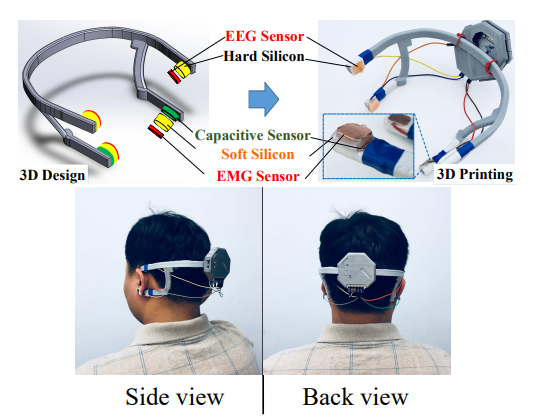 EEG Sensor
Hard Silicon
Capacitive Sensor
Soft Silicon
EMG Sensor
3D Design
3D Printing
Side view
Back view